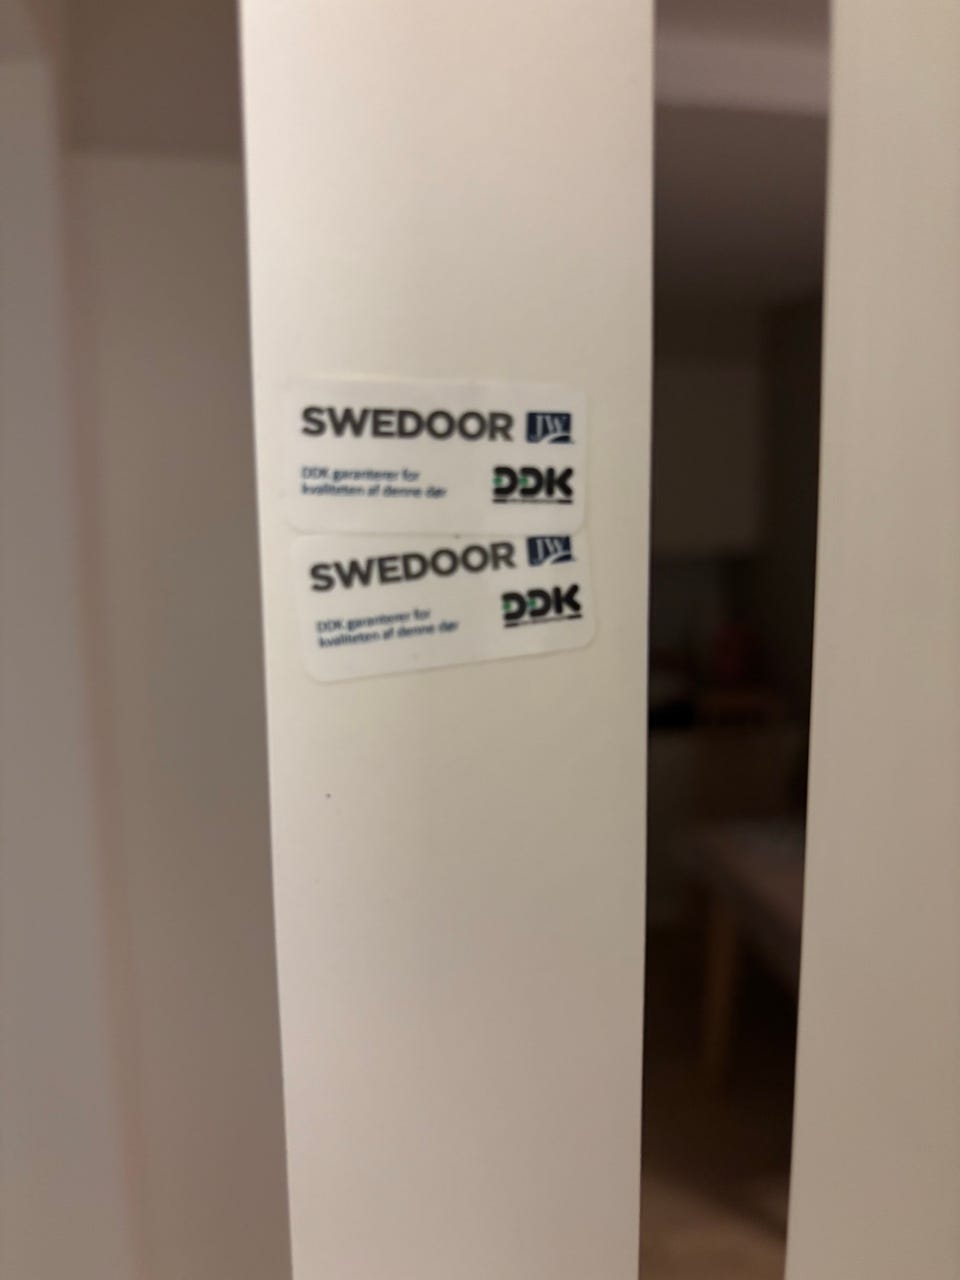 SWEDOOR JW
DDK garanterer for
kvaliteten af denne dør
DDK
SWEDOOR JW
DDK garanterer for
kvaliteten af denne dør
DDK